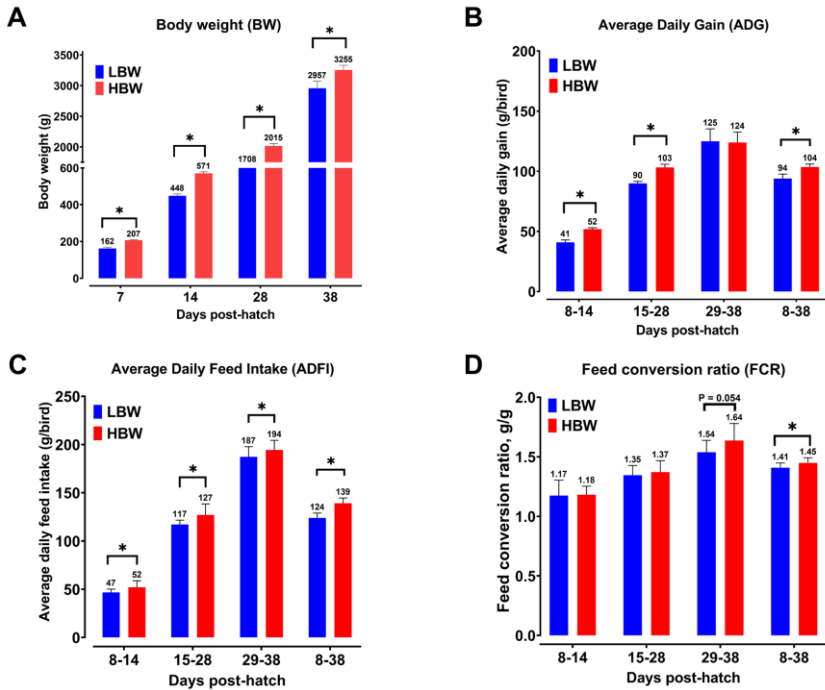 A
Body weight (BW)
Body weight (g)
3500
3000
2500
2000
600
400
200
0
LBW
HBW
* * * *
162 207 448 571 1708 2015 2957 3255
7 14 28 38
Days post-hatch
B
Average Daily Gain (ADG)
Average daily gain (g/bird)
200
150
100
50
0
LBW
HBW
* * *
41 52 90 103 125 124 94 104
8-14 15-28 29-38 8-38
Days post-hatch
C
Average Daily Feed Intake (ADFI)
Average daily feed intake (g/bird)
250
200
150
100
50
0
LBW
HBW
* * * *
47 52 117 127 187 194 124 139
8-14 15-28 29-38 8-38
Days post-hatch
D
Feed conversion ratio (FCR)
Feed conversion ratio, g/g
2.0
1.5
1.0
0.5
0.0
LBW
HBW
P = 0.054
*
1.17 1.18 1.35 1.37 1.54 1.64 1.41 1.45
8-14 15-28 29-38 8-38
Days post-hatch